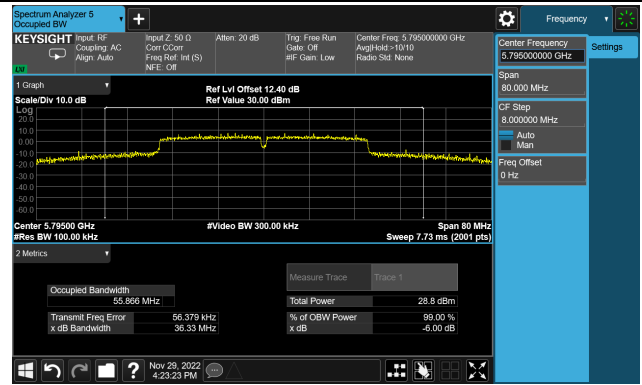 Spectrum Analyzer 5
Occupied BW
Frequency
KEYSIGHT
Input: RF
Coupling: AC
Align: Auto
Input Z: 50 Ω
Corr CCorr
Freq Ref: Int (S)
NFE: Off
Atten: 20 dB
Trig: Free Run
Gate: Off
#IF Gain: Low
Center Freq: 5.795000000 GHz
Avg|Hold:>10/10
Radio Std: None
LXI
Center Frequency
5.795000000 GHz
Settings
Span
80.000 MHz
CF Step
8.000000 MHz
Auto
Man
Freq Offset
0 Hz
1 Graph
Scale/Div 10.0 dB
Ref Lvl Offset 12.40 dB
Ref Value 30.00 dBm
Log
20.0
10.0
0.00
-10.0
-20.0
-30.0
-40.0
-50.0
-60.0
Center 5.79500 GHz
#Res BW 100.00 kHz
#Video BW 300.00 kHz
Span 80 MHz
Sweep 7.73 ms (2001 pts)
2 Metrics
Measure Trace
Trace 1
Occupied Bandwidth
55.866 MHz
Total Power
28.8 dBm
Transmit Freq Error
56.379 kHz
% of OBW Power
99.00 %
x dB Bandwidth
36.33 MHz
x dB
-6.00 dB
?
Nov 29, 2022
4:23:23 PM